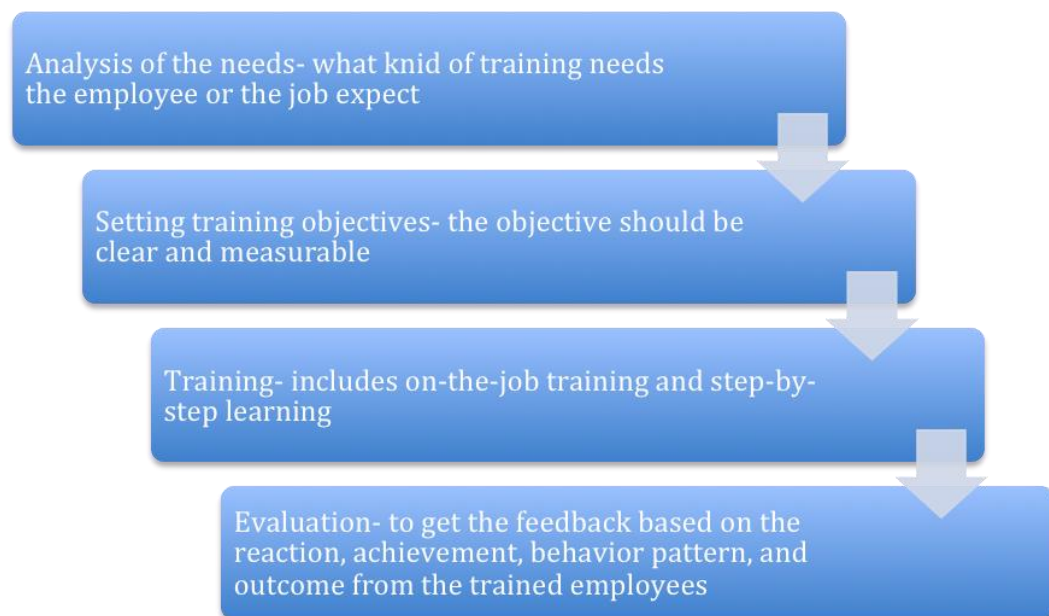 Analysis of the needs- what knid of training needs
the employee or the job expect
Setting training objectives- the objective should be
clear and measurable
Training- includes on-the-job training and step-by-
step learning
Evaluation- to get the feedback based on the
reaction, achievement, behavior pattern, and
outcome from the trained employees